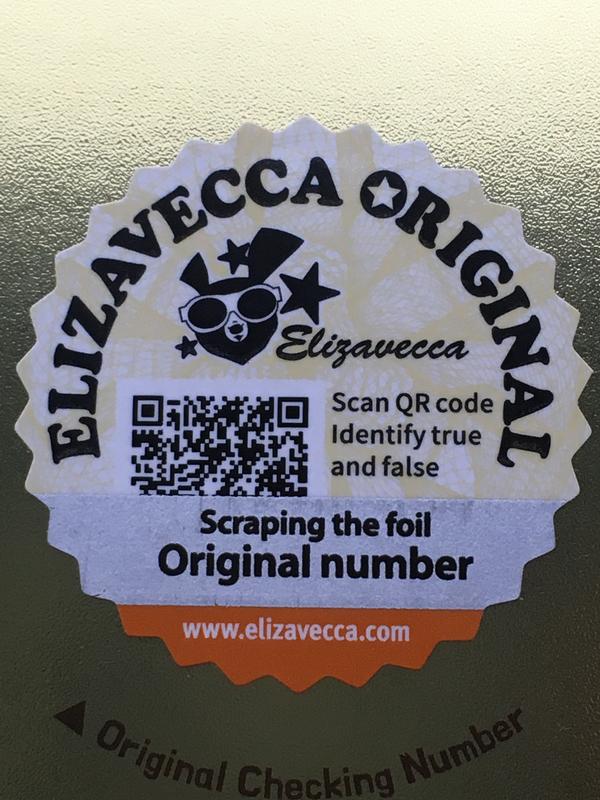 ELIZAVECCA ORIGINAL
Elizavecca
Scan QR code
Identify true
and false
Scraping the foil
Original number
www.elizavecca.com
Original Checking Number